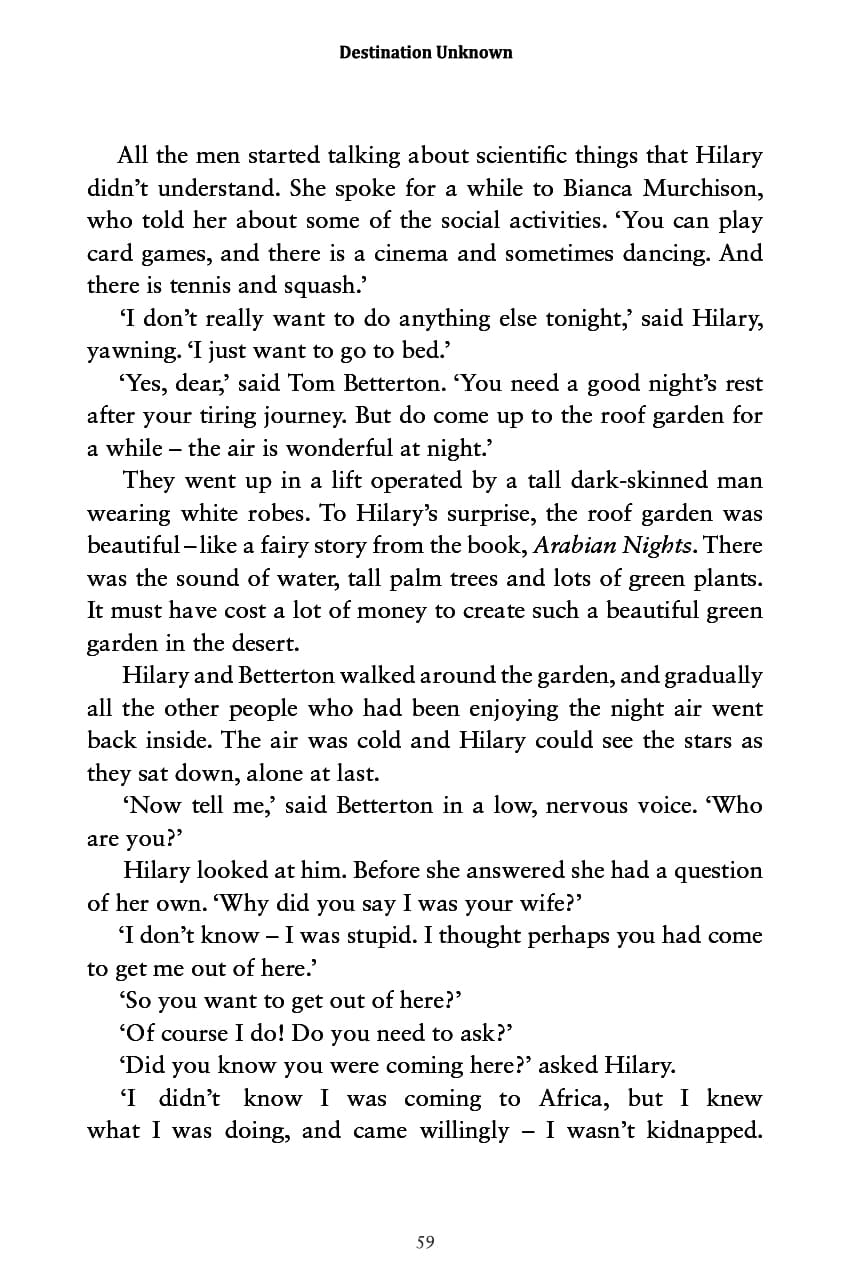 Destination Unknown
All the men started talking about scientific things that Hilary
didn’t understand. She spoke for a while to Bianca Murchison,
who told her about some of the social activities. ‘You can play
card games, and there is a cinema and sometimes dancing. And
there is tennis and squash.’
‘I don’t really want to do anything else tonight,’ said Hilary,
yawning. ‘I just want to go to bed.’
‘Yes, dear,’ said Tom Betterton. ‘You need a good night’s rest
after your tiring journey. But do come up to the roof garden for
a while – the air is wonderful at night.’
They went up in a lift operated by a tall dark-skinned man
wearing white robes. To Hilary’s surprise, the roof garden was
beautiful – like a fairy story from the book, Arabian Nights. There
was the sound of water, tall palm trees and lots of green plants.
It must have cost a lot of money to create such a beautiful green
garden in the desert.
Hilary and Betterton walked around the garden, and gradually
all the other people who had been enjoying the night air went
back inside. The air was cold and Hilary could see the stars as
they sat down, alone at last.
‘Now tell me,’ said Betterton in a low, nervous voice. ‘Who
are you?’
Hilary looked at him. Before she answered she had a question
of her own. ‘Why did you say I was your wife?’
‘I don’t know – I was stupid. I thought perhaps you had come
to get me out of here.’
‘So you want to get out of here?’
‘Of course I do! Do you need to ask?’
‘Did you know you were coming here?’ asked Hilary.
‘I didn’t know I was coming to Africa, but I knew
what I was doing, and came willingly – I wasn’t kidnapped.
59